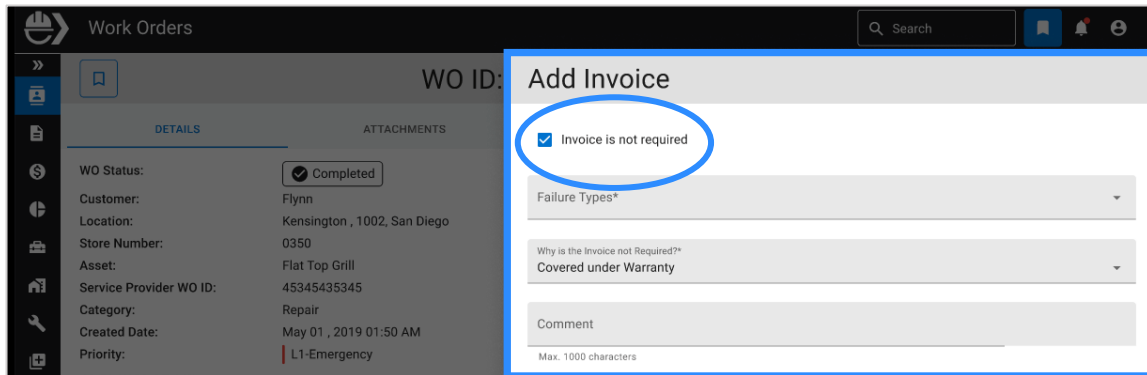 Work Orders
Search
WO ID:
DETAILS
ATTACHMENTS
WO Status:
Completed
Customer:
Flynn
Location:
Kensington , 1002, San Diego
Store Number:
0350
Asset:
Flat Top Grill
Service Provider WO ID:
45345435345
Category:
Repair
Created Date:
May 01 , 2019 01:50 AM
Priority:
L1-Emergency
Add Invoice
Invoice is not required
Failure Types*
Why is the Invoice not Required?*
Covered under Warranty
Comment
Max. 1000 characters